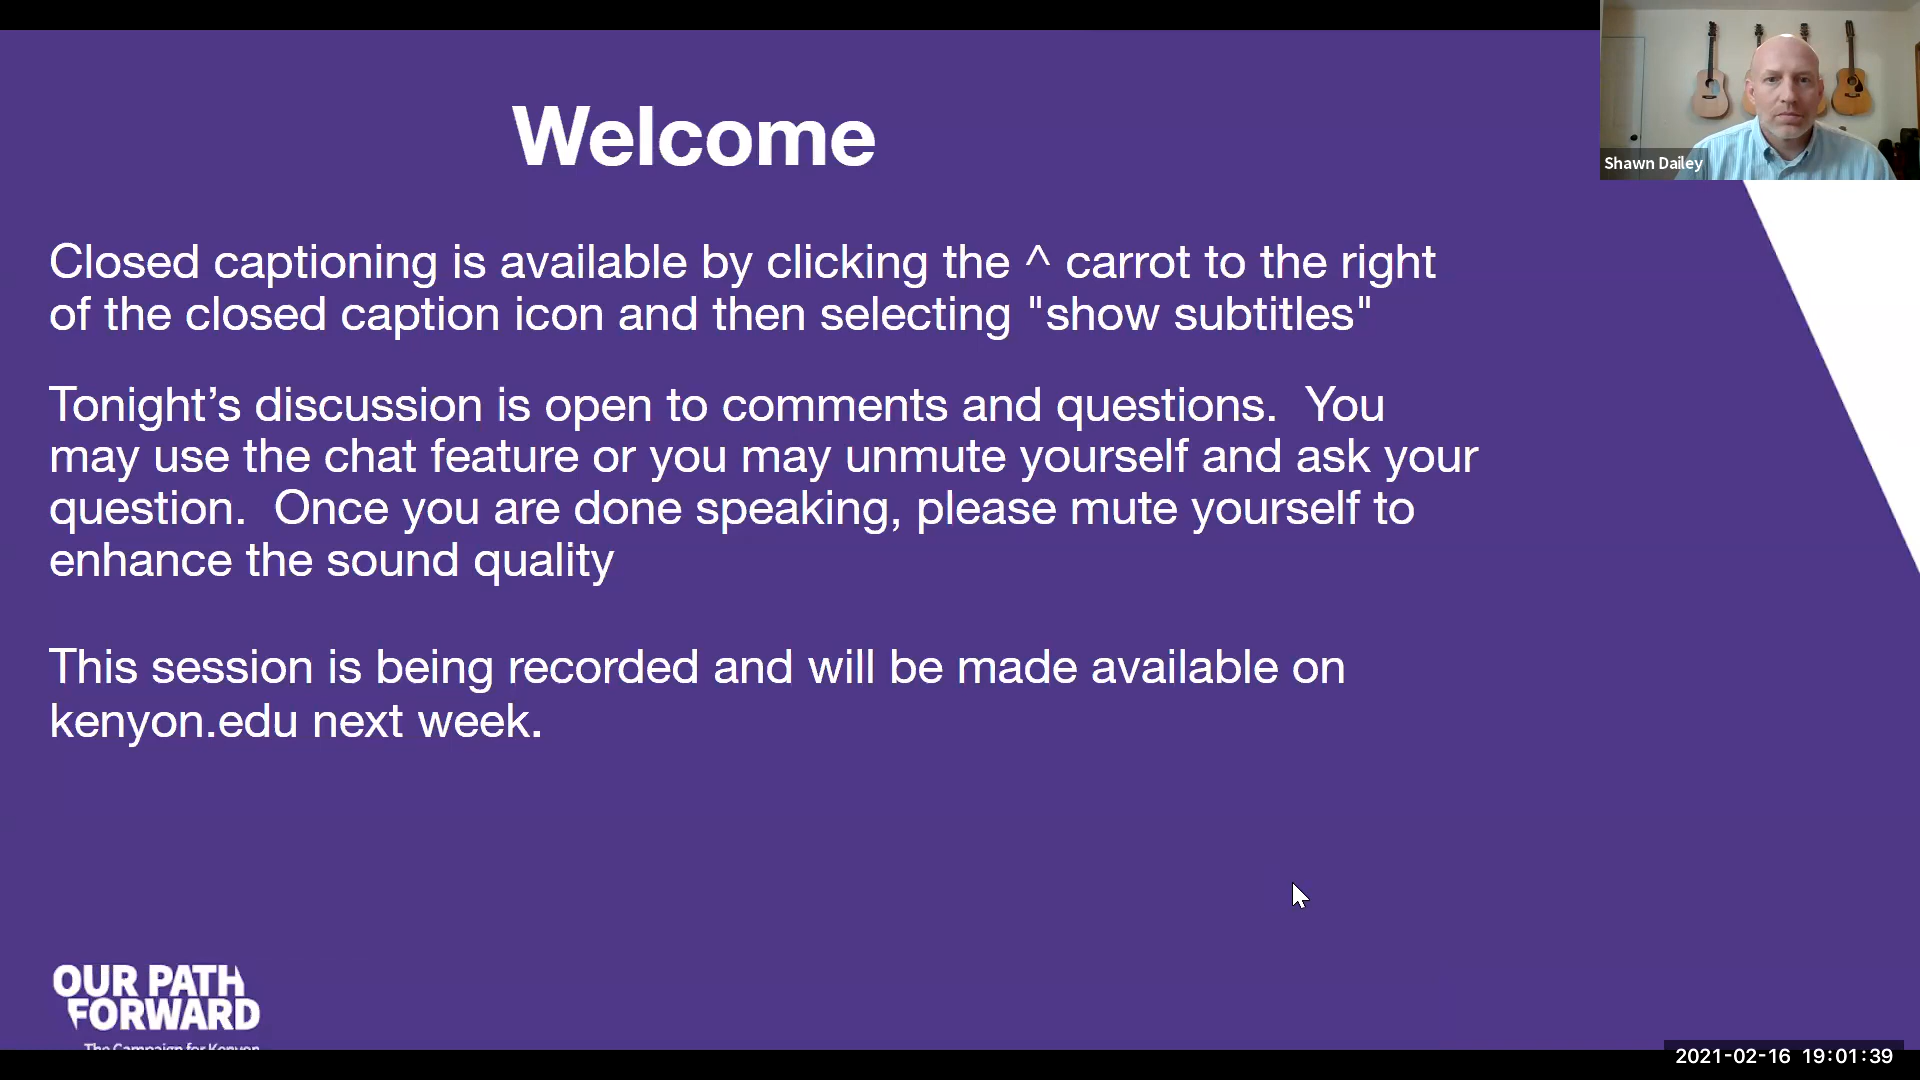 Welcome
Shawn Dailey
Closed captioning is available by clicking the ^ carrot to the right
of the closed caption icon and then selecting "show subtitles"
Tonight’s discussion is open to comments and questions.  You
may use the chat feature or you may unmute yourself and ask your
question.  Once you are done speaking, please mute yourself to
enhance the sound quality
This session is being recorded and will be made available on
kenyon.edu next week.
OUR PATH
FORWARD
The Campaign for Kenyon
2021-02-16 19:01:39